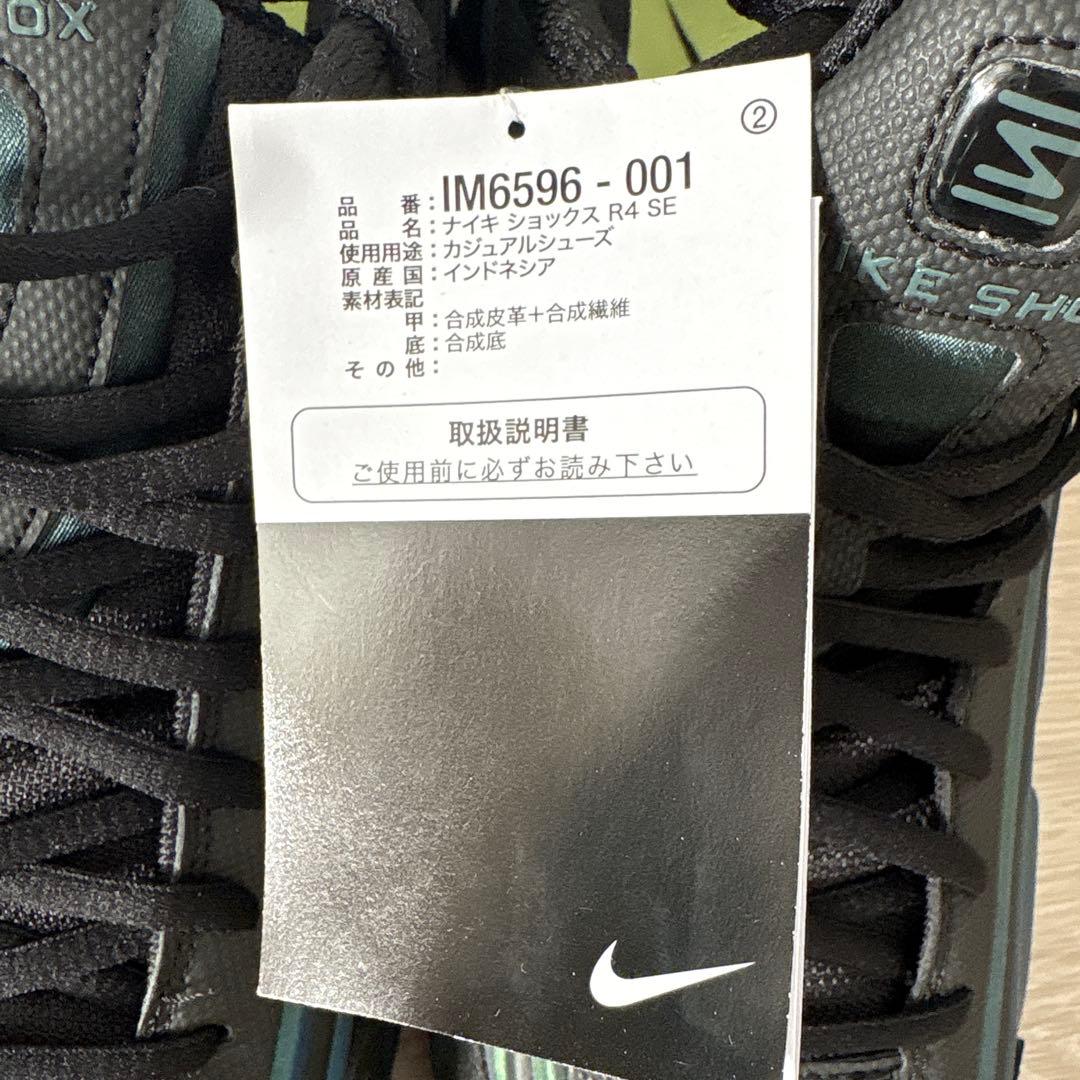 ②
品 番：IM6596 - 001
品 名：ナイキ ショックス R4 SE
使用用途：カジュアルシューズ
原産国：インドネシア
素材表記
甲：合成皮革＋合成繊維
底：合成底
その他：
取扱説明書
ご使用前に必ずお読み下さい
OX
IKE SHO